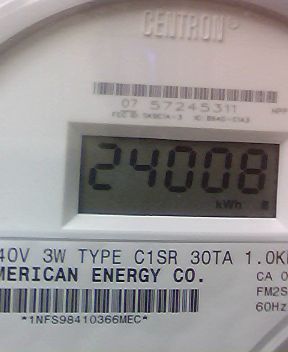 CENTRON®
07 57245311
24008
kWh
40V 3W TYPE C1SR 30TA 1.0K
MERICAN ENERGY CO.
CA 0
FM2S
60Hz
*1NFS98410366MEC*